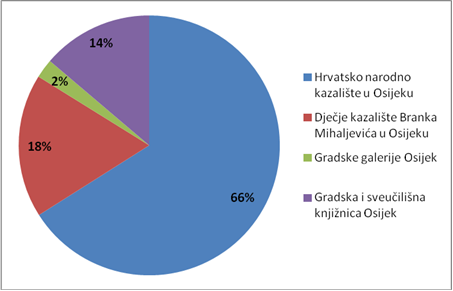 14%
2%
18%
66%
Hrvatsko narodno
kazalište u Osijeku
Dječje kazalište Branka
Mihaljevića u Osijeku
Gradske galerije Osijek
Gradska i sveučilišna
knjižnica Osijek